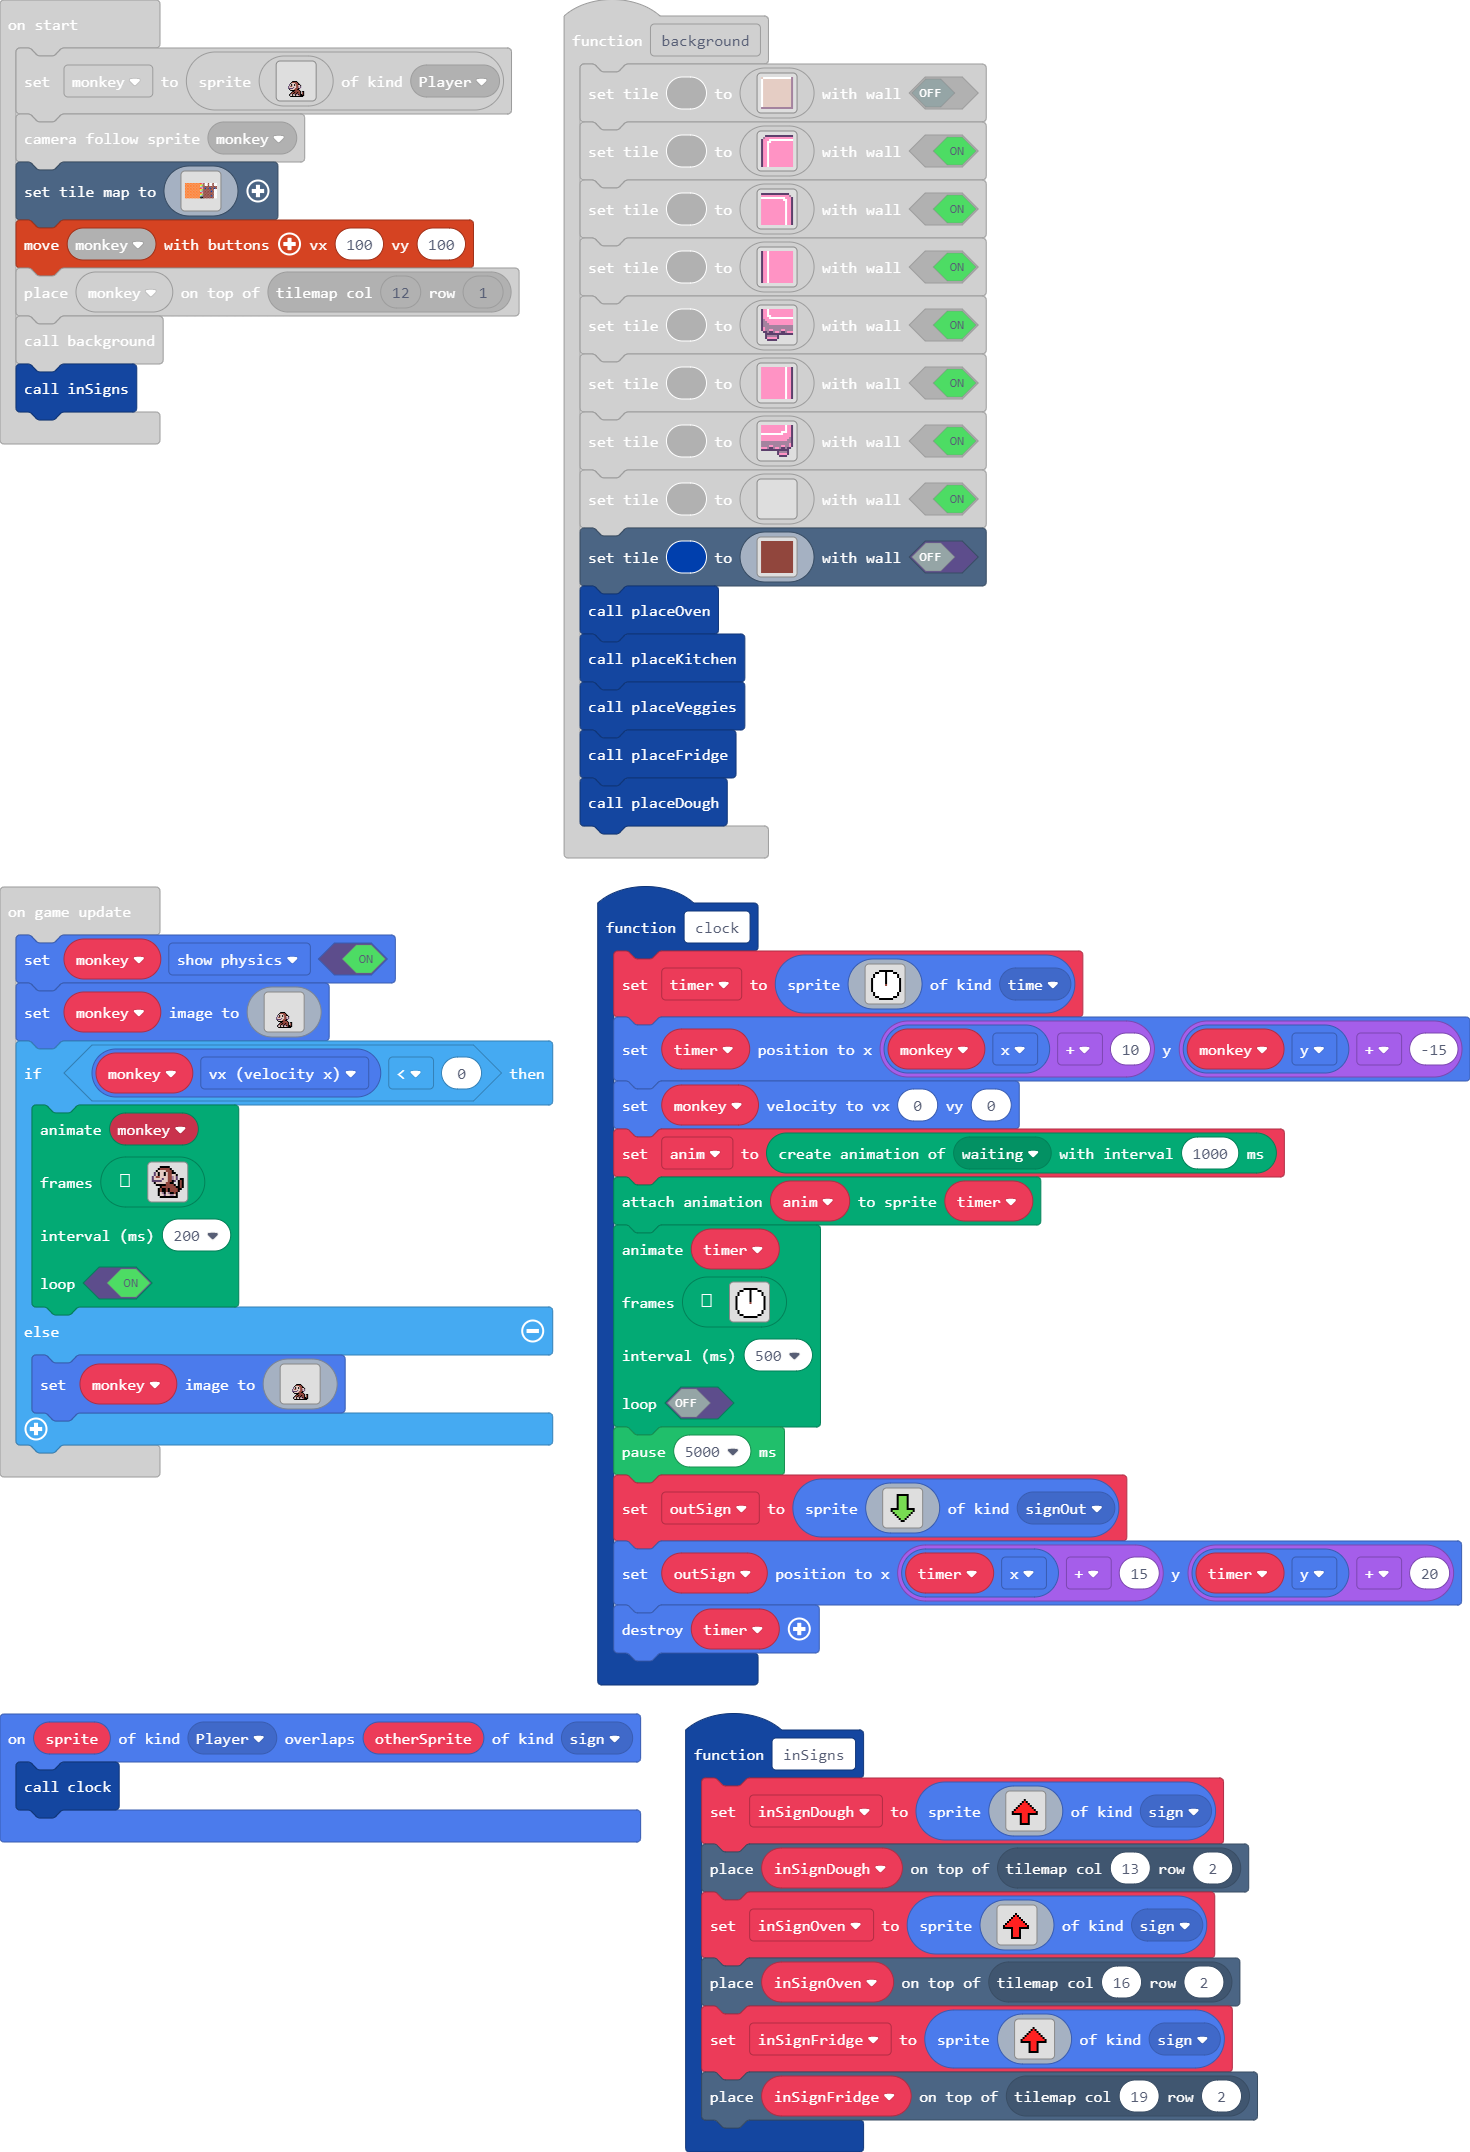 on start
set monkey to sprite of kind Player
camera follow sprite monkey
set tile map to
move monkey with buttons vx 100 vy 100
place monkey on top of tilemap col 12 row 1
call background
call inSigns
function background
set tile to with wall OFF
set tile to with wall ON
set tile to with wall ON
set tile to with wall ON
set tile to with wall ON
set tile to with wall ON
set tile to with wall ON
set tile to with wall ON
set tile to with wall OFF
call placeOven
call placeKitchen
call placeVeggies
call placeFridge
call placeDough
on game update
set monkey show physics ON
set monkey image to
if monkey vx (velocity x) < 0 then
animate monkey
frames
interval (ms) 200
loop ON
else
set monkey image to
function clock
set timer to sprite of kind time
set timer position to x monkey x + 10 y monkey y + -15
set monkey velocity to vx 0 vy 0
set anim to create animation of waiting with interval 1000 ms
attach animation anim to sprite timer
animate timer
frames
interval (ms) 500
loop OFF
pause 5000 ms
set outSign to sprite of kind signOut
set outSign position to x timer x + 15 y timer y + 20
destroy timer
on sprite of kind Player overlaps otherSprite of kind sign
call clock
function inSigns
set inSignDough to sprite of kind sign
place inSignDough on top of tilemap col 13 row 2
set inSignOven to sprite of kind sign
place inSignOven on top of tilemap col 16 row 2
set inSignFridge to sprite of kind sign
place inSignFridge on top of tilemap col 19 row 2